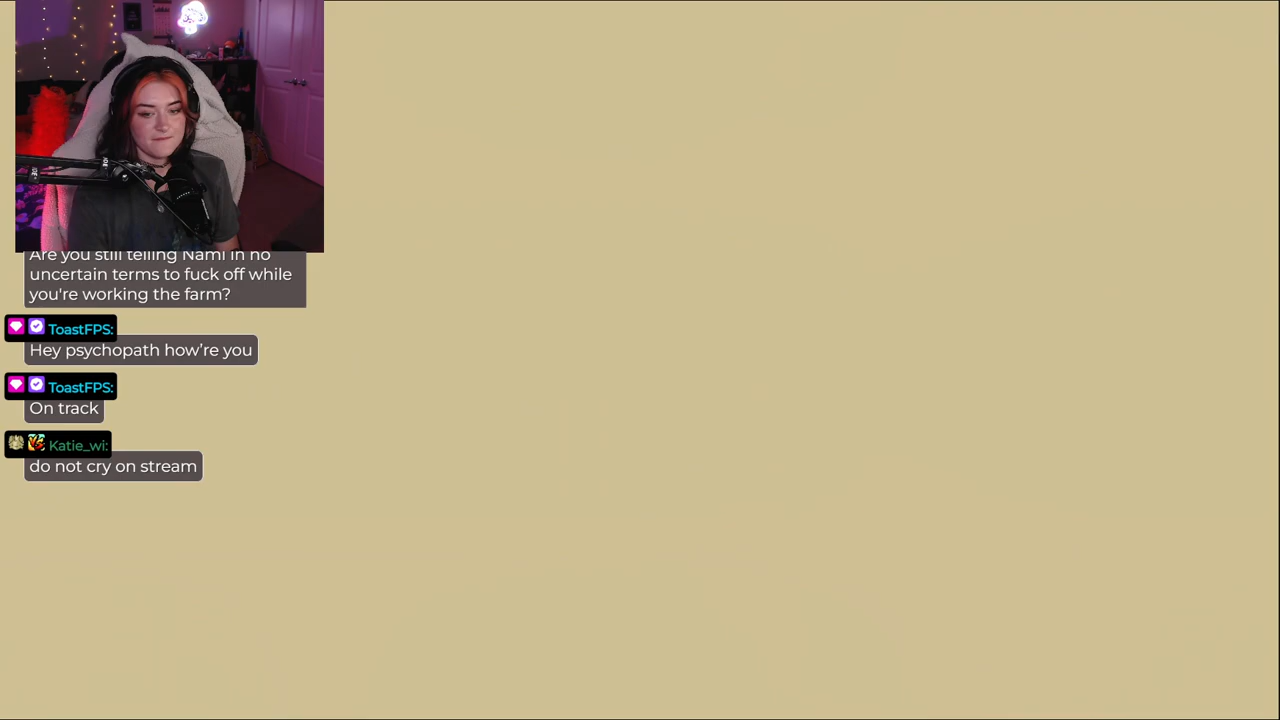 Are you still telling Nami in no
uncertain terms to fuck off while
you're working the farm?
ToastFPS:
Hey psychopath how're you
ToastFPS:
On track
Katie_wi:
do not cry on stream